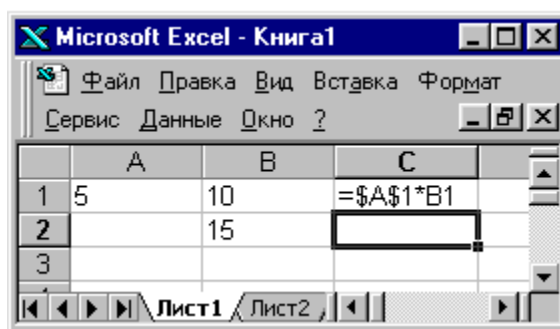 Microsoft Excel - Книга1
Файл Правка Вид Вставка Формат
Сервис Данные Окно ?
A B C
1 5 10 =$A$1*B1
2 15
3
Лист1 Лист2